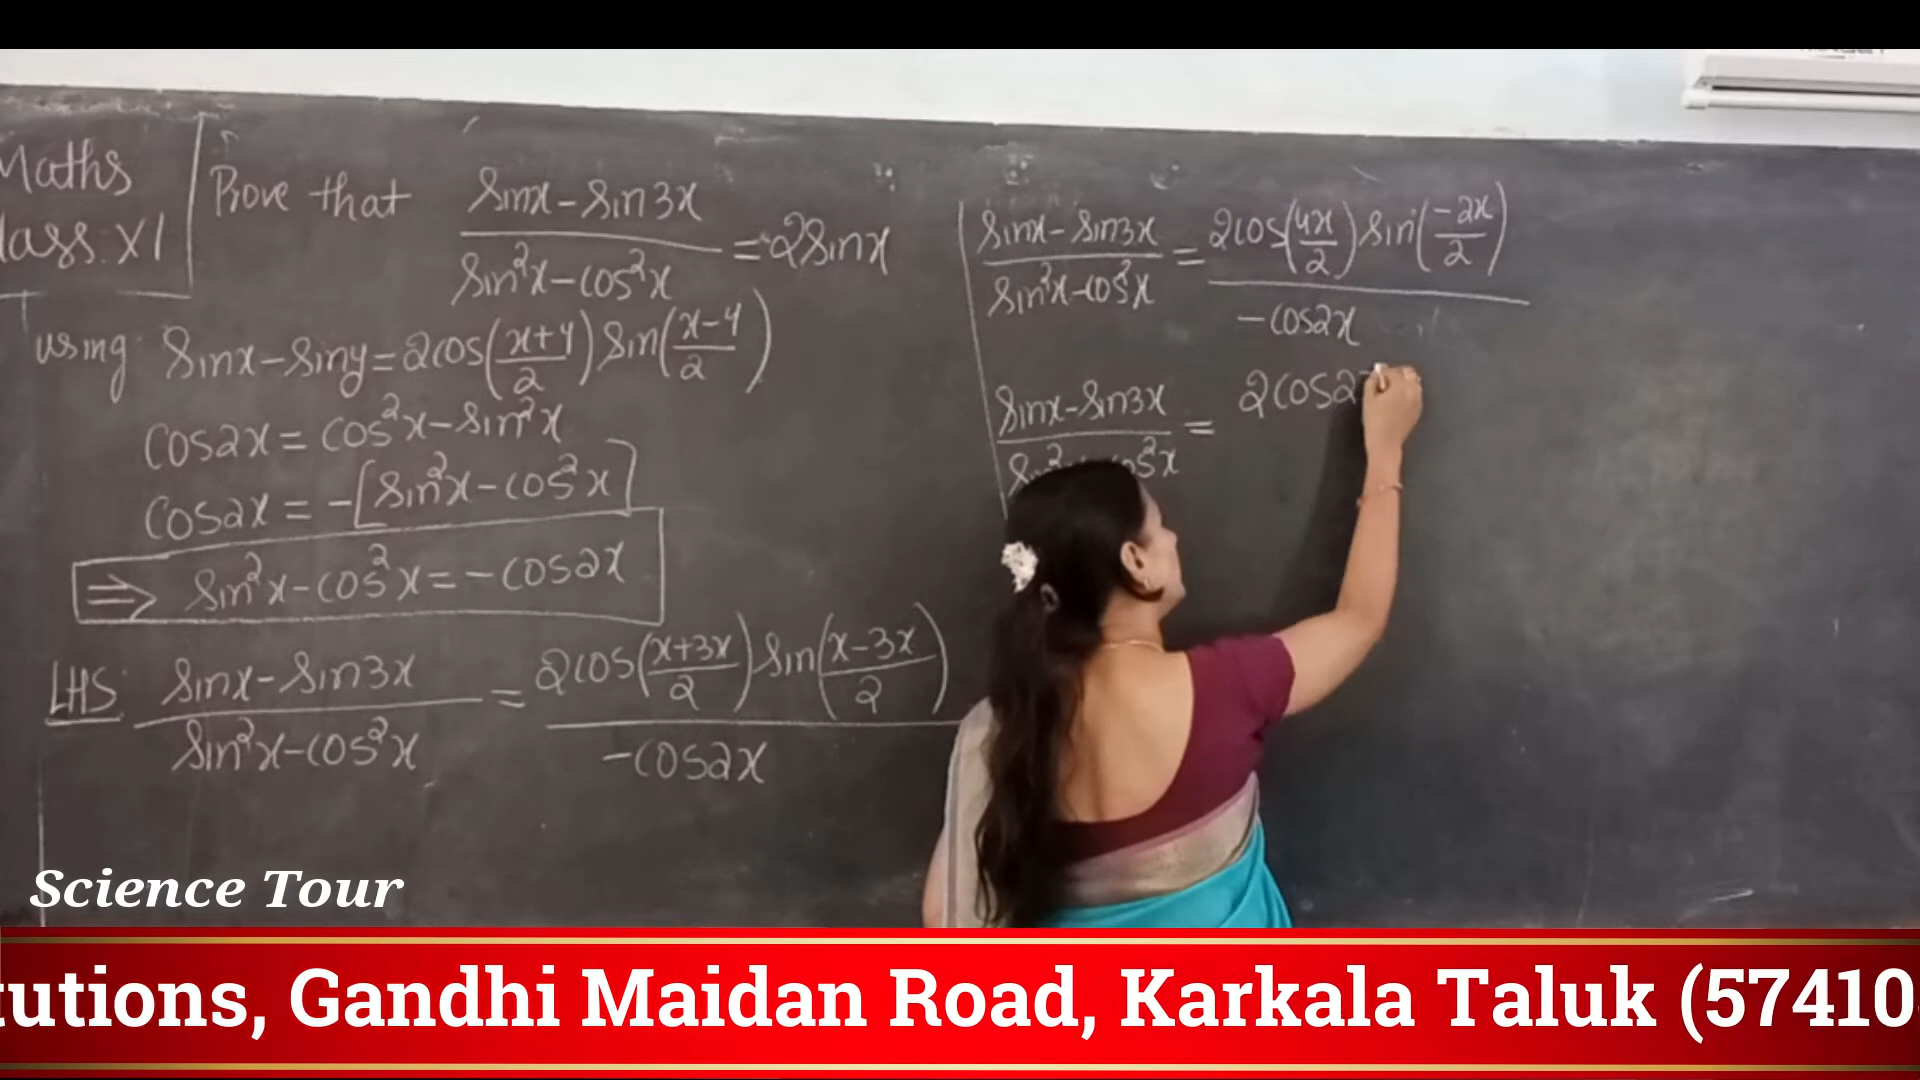 Maths
lass: XI
Prove that sinx-sin3x / sin²x-cos²x = 2sinx
using: sinx-siny=2cos(x+y/2)sin(x-y/2)
cos2x=cos²x-sin²x
cos2x=-[sin²x-cos²x]
⇒ sin²x-cos²x=-cos2x
LHS: sinx-sin3x / sin²x-cos²x = 2cos(x+3x/2)sin(x-3x/2) / -cos2x
sinx-sin3x / sin²x-cos²x = 2cos(4x/2)sin(-2x/2) / -cos2x
sinx-sin3x / cos²x = 2cos2
Science Tour
tutions, Gandhi Maidan Road, Karkala Taluk (57410